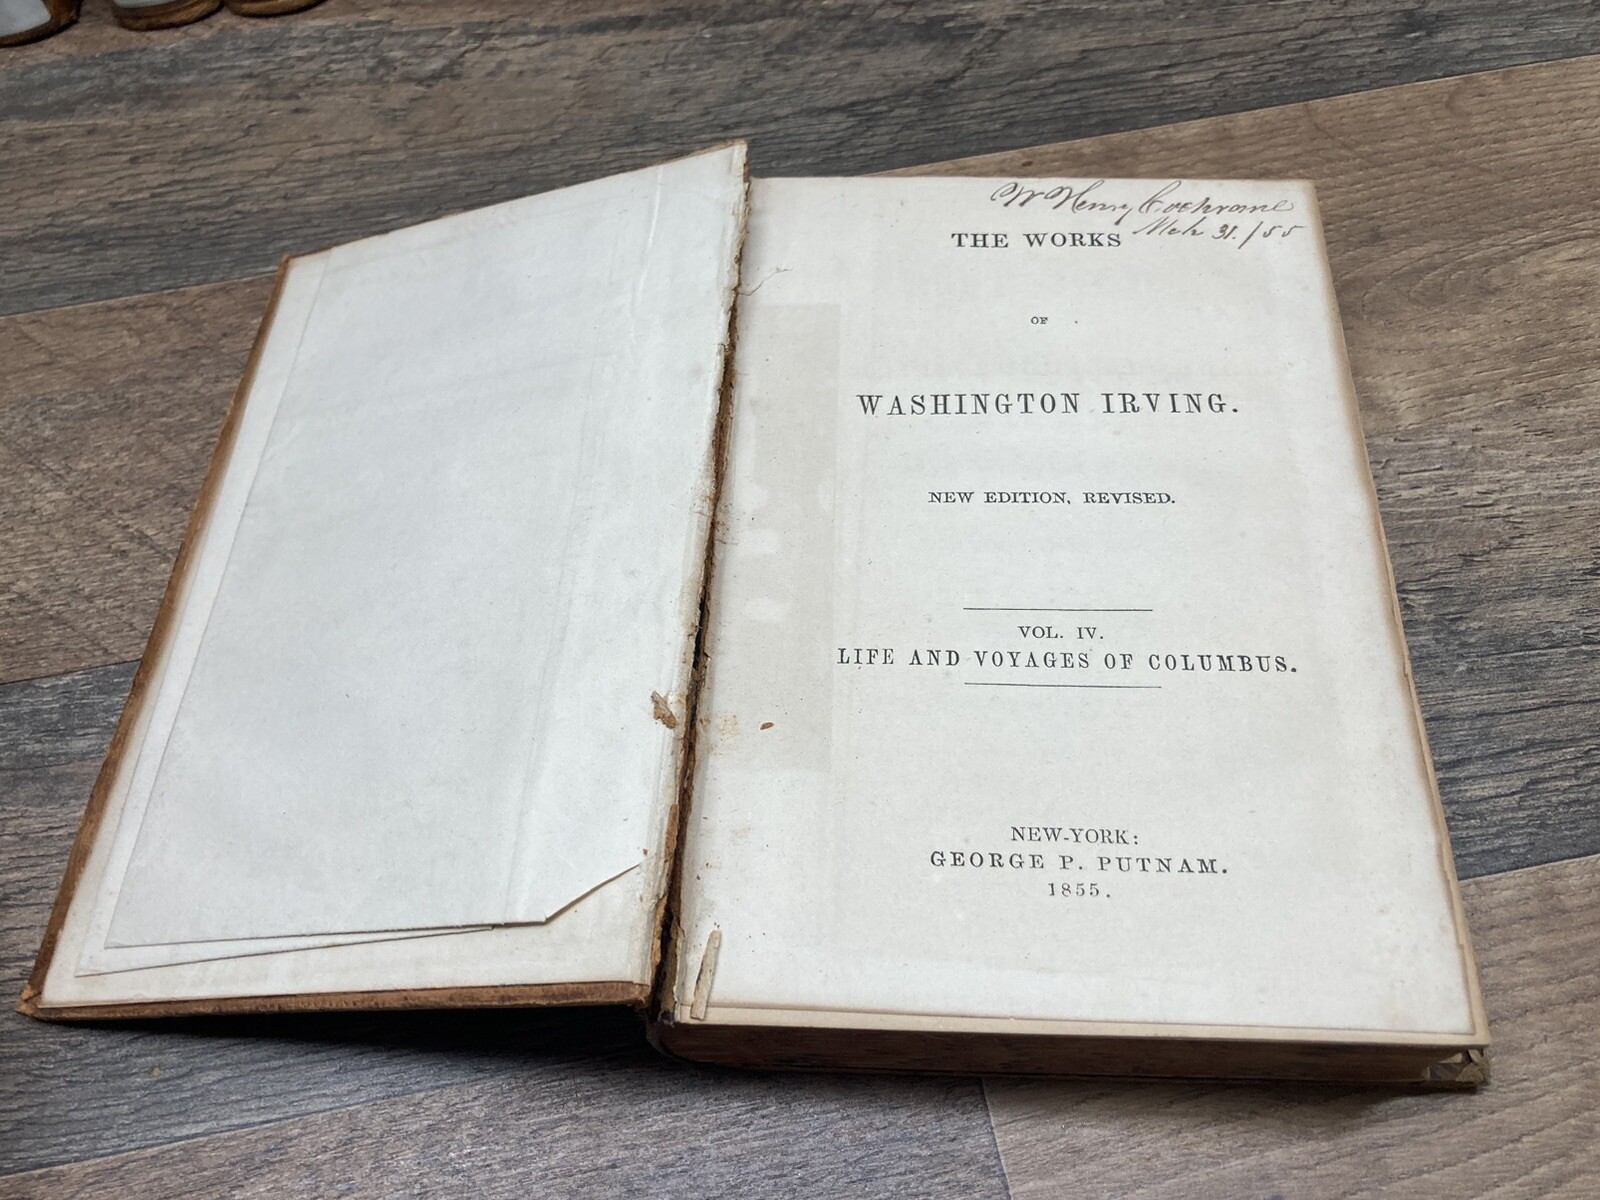 W Henry Cochrane
Mch 31. /55
THE WORKS
OF
WASHINGTON IRVING.
NEW EDITION, REVISED.
VOL. IV.
LIFE AND VOYAGES OF COLUMBUS.
NEW-YORK:
GEORGE P. PUTNAM.
1855.